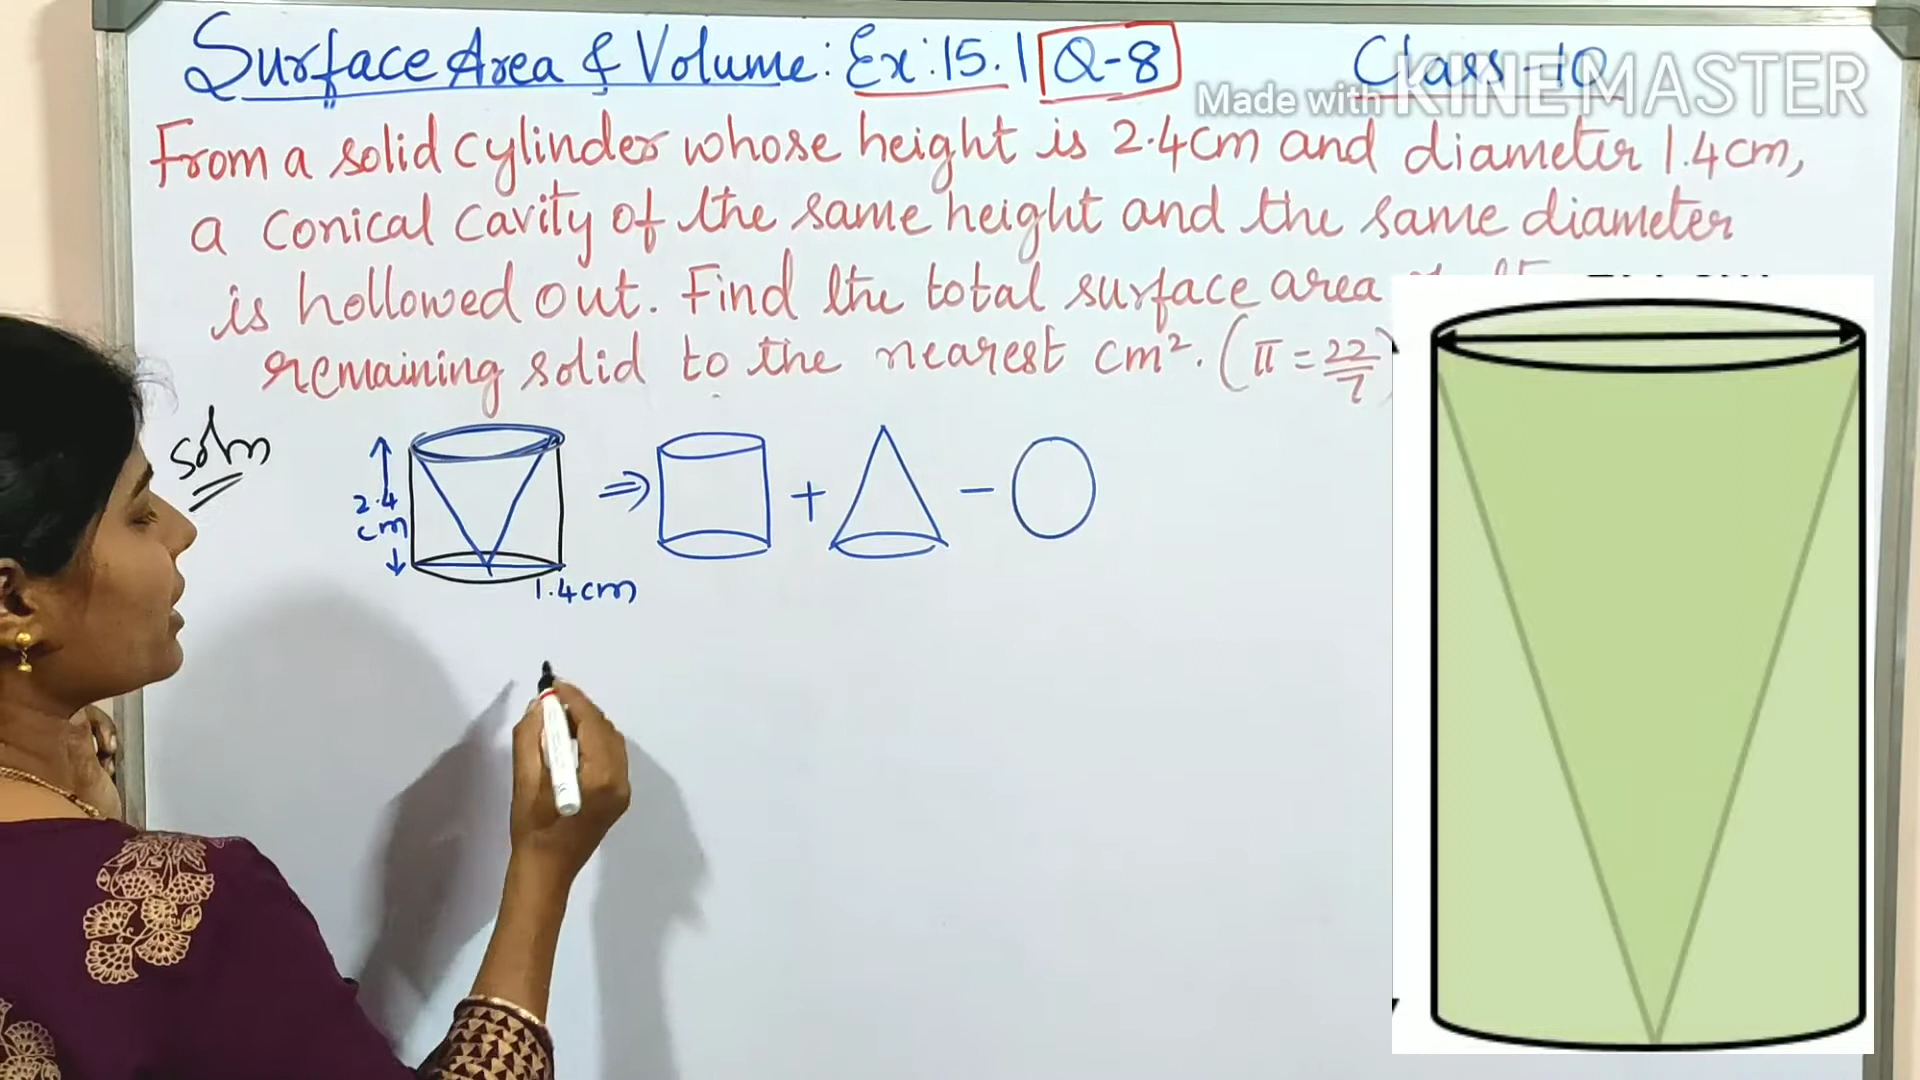 Surface Area & Volume: Ex:15.1 Q-8 Class-10
Made with KINEMASTER
From a solid cylinder whose height is 2.4cm and diameter 1.4cm,
a conical cavity of the same height and the same diameter
is hollowed out. Find the total surface area
remaining solid to the nearest cm². (π = 22/7)
soln
2.4 cm
⇒ + −
1.4cm